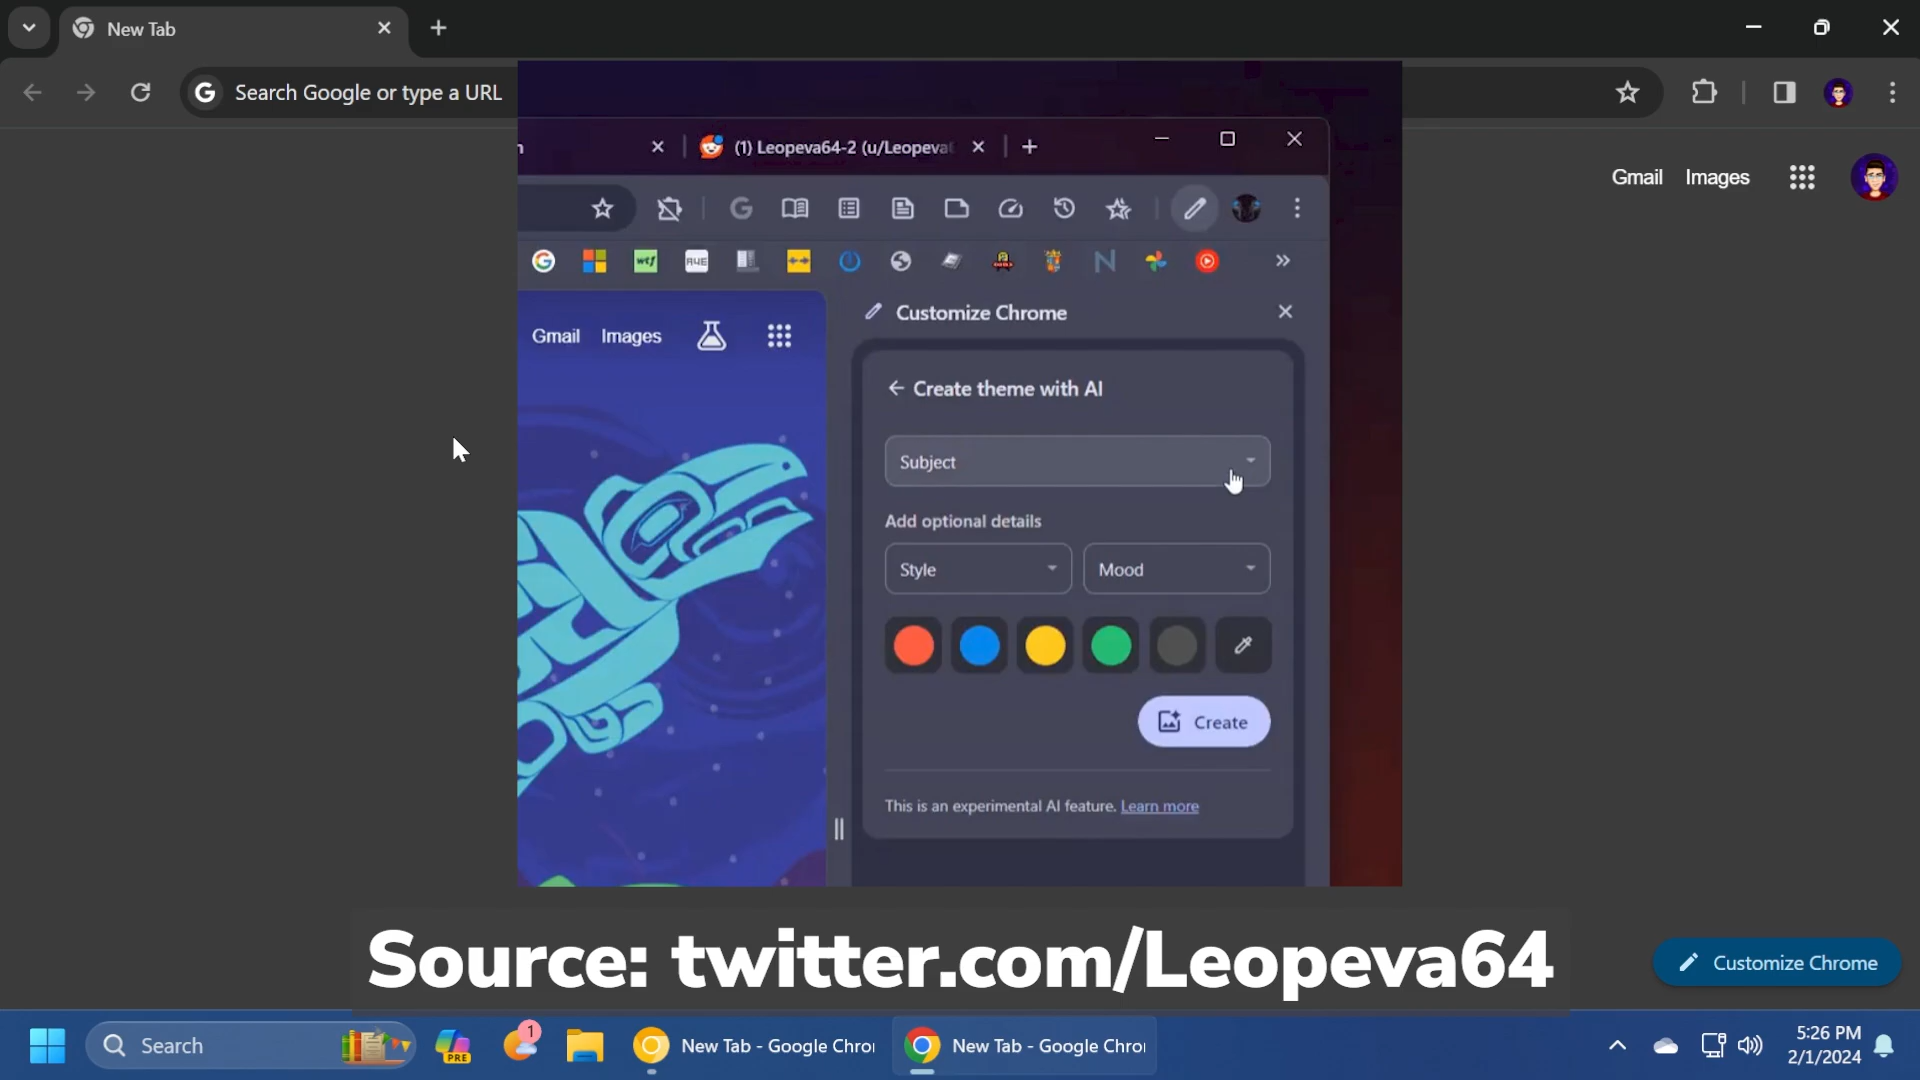 New Tab
Search Google or type a URL
Gmail Images
(1) Leopeva64-2 (u/Leopeva
wtf
Gmail Images
Customize Chrome
Create theme with AI
Subject
Add optional details
Style
Mood
Create
This is an experimental AI feature. Learn more
Source: twitter.com/Leopeva64
Customize Chrome
Search
PRE
1
New Tab - Google Chro
New Tab - Google Chro
5:26 PM
2/1/2024